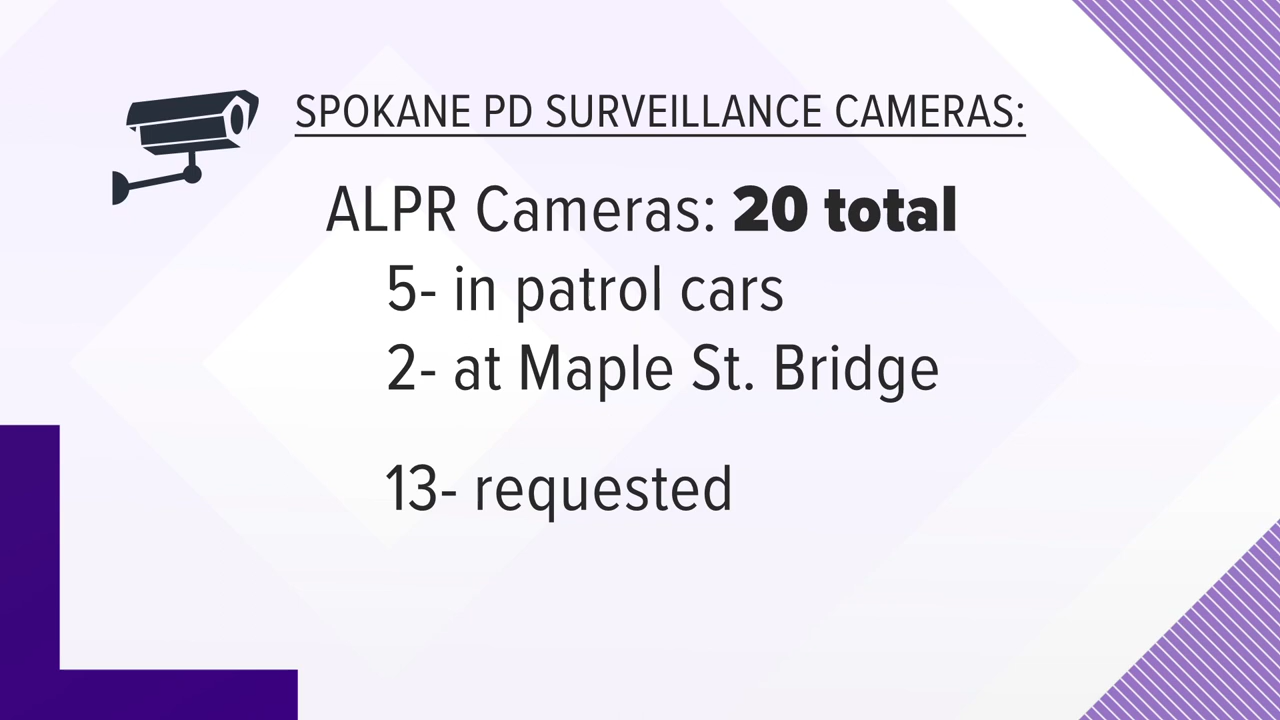 SPOKANE PD SURVEILLANCE CAMERAS:
ALPR Cameras: 20 total
5- in patrol cars
2- at Maple St. Bridge
13- requested